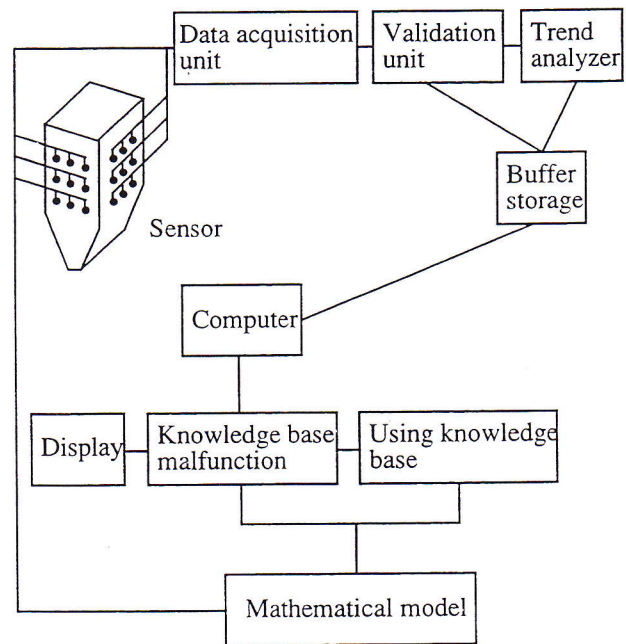 Data acquisition
unit
Validation
unit
Trend
analyzer
Buffer
storage
Sensor
Computer
Display
Knowledge base
malfunction
Using knowledge
base
Mathematical model